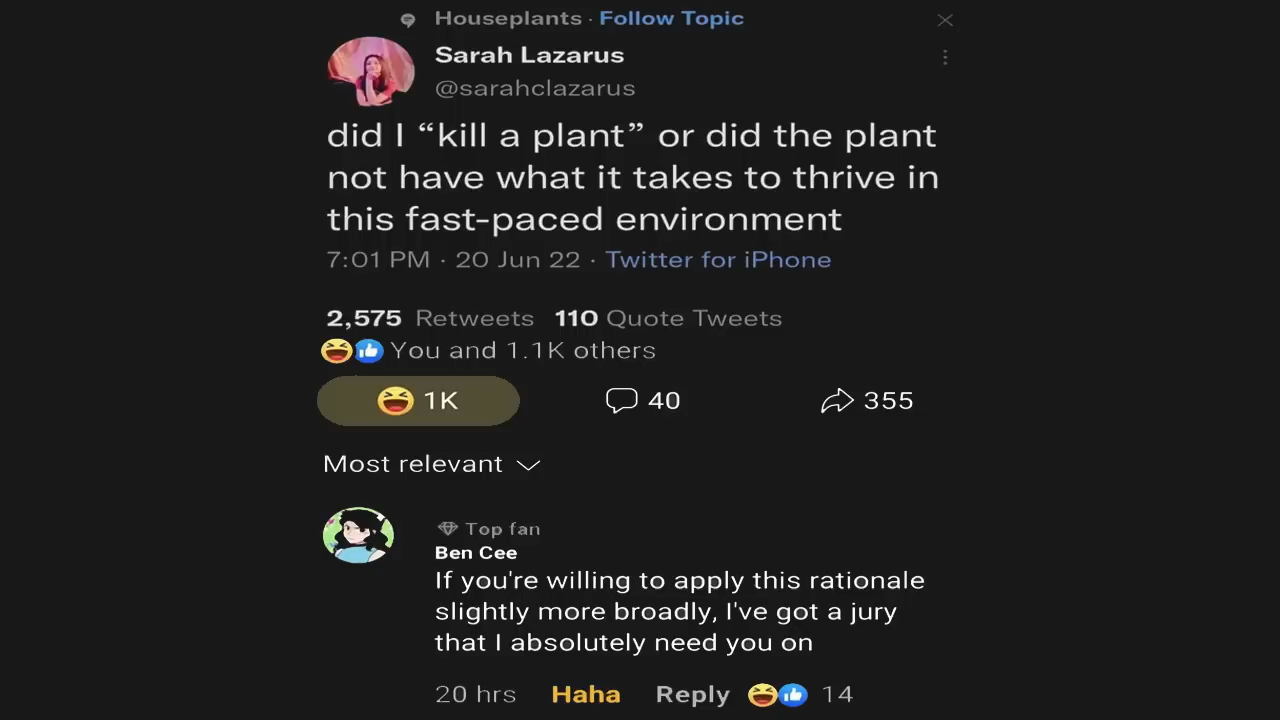 Houseplants · Follow Topic
Sarah Lazarus
@sarahclazarus
did I “kill a plant” or did the plant
not have what it takes to thrive in
this fast-paced environment
7:01 PM · 20 Jun 22 · Twitter for iPhone
2,575 Retweets 110 Quote Tweets
You and 1.1K others
1K 40 355
Most relevant
Top fan
Ben Cee
If you're willing to apply this rationale
slightly more broadly, I've got a jury
that I absolutely need you on
20 hrs Haha Reply 14